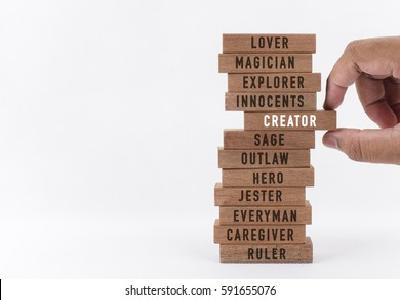 LOVER
MAGICIAN
EXPLORER
INNOCENTS
CREATOR
SAGE
OUTLAW
HERO
JESTER
EVERYMAN
CAREGIVER
RULER
shutterstock.com · 591655076